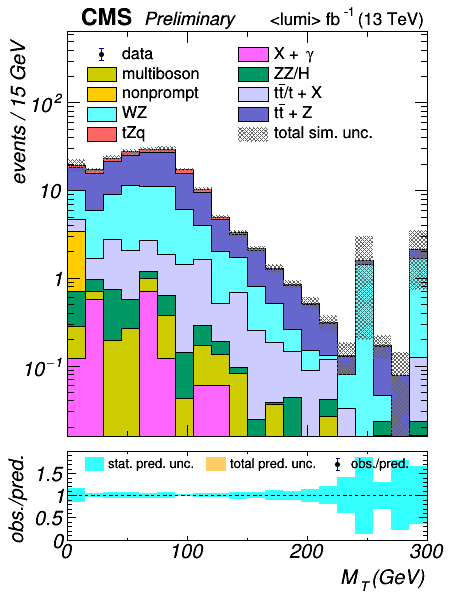 CMS Preliminary <lumi> fb⁻¹ (13 TeV)
events / 15 GeV
data
multiboson
nonprompt
WZ
tZq
X + γ
ZZ/H
tt̄/t + X
tt̄ + Z
total sim. unc.
10²
10
1
10⁻¹
obs./pred.
stat. pred. unc. total pred. unc. obs./pred.
1.5
1
0.5
0
0 100 200 300
M_T(GeV)